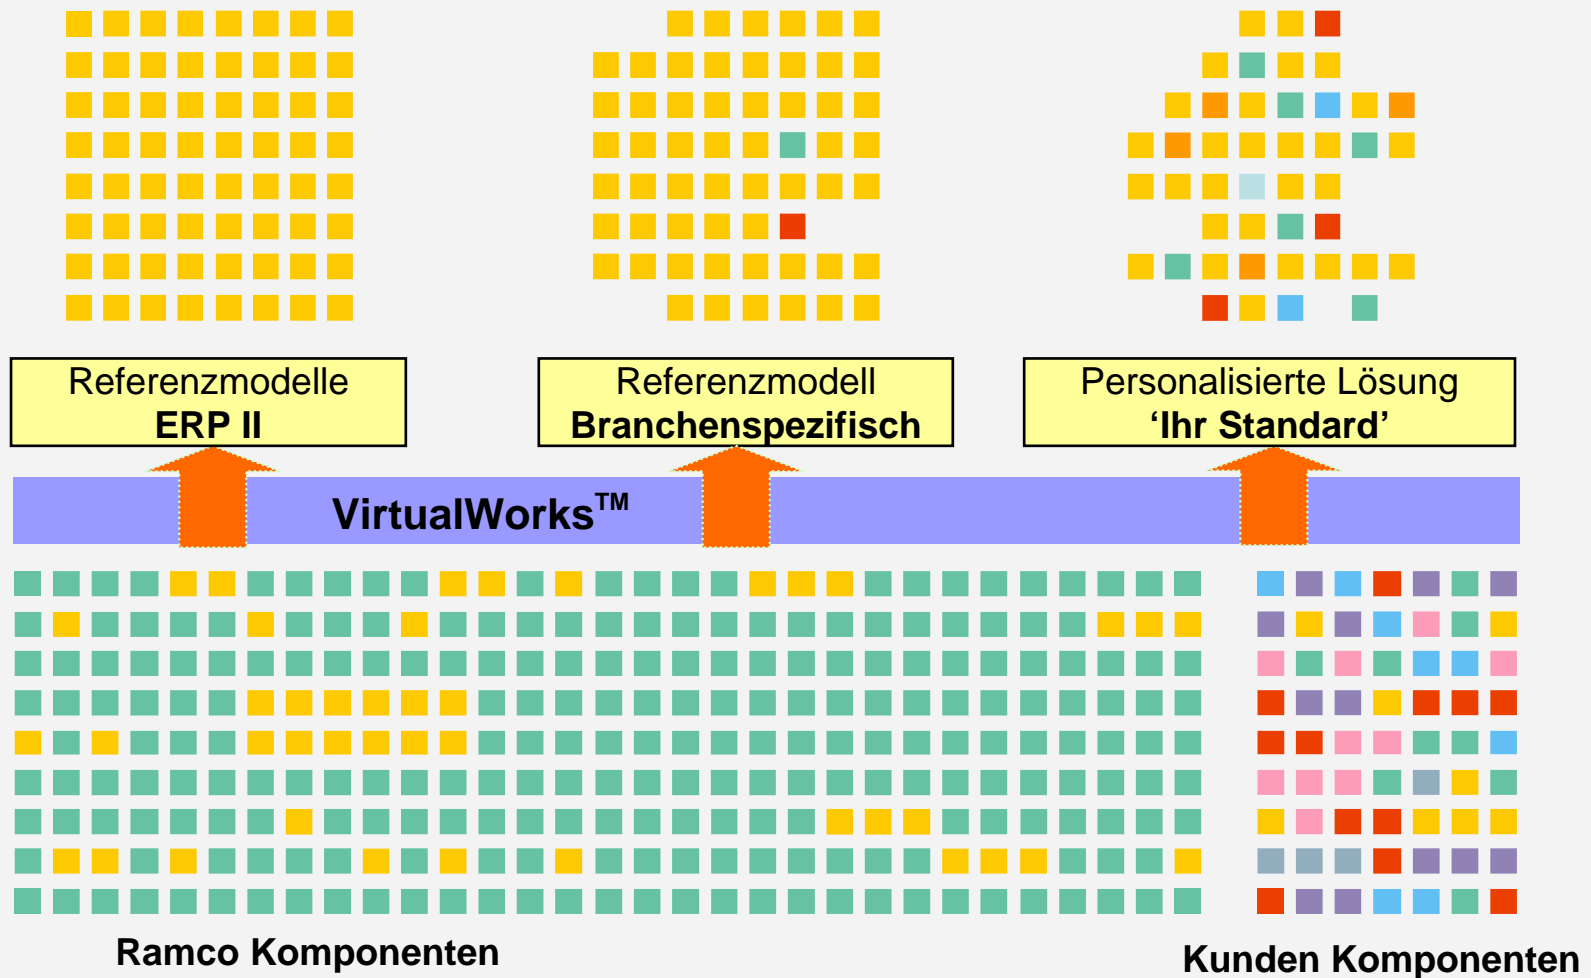 Referenzmodelle
ERP II
Referenzmodell
Branchenspezifisch
Personalisierte Lösung
‘Ihr Standard’
VirtualWorks™
Ramco Komponenten
Kunden Komponenten